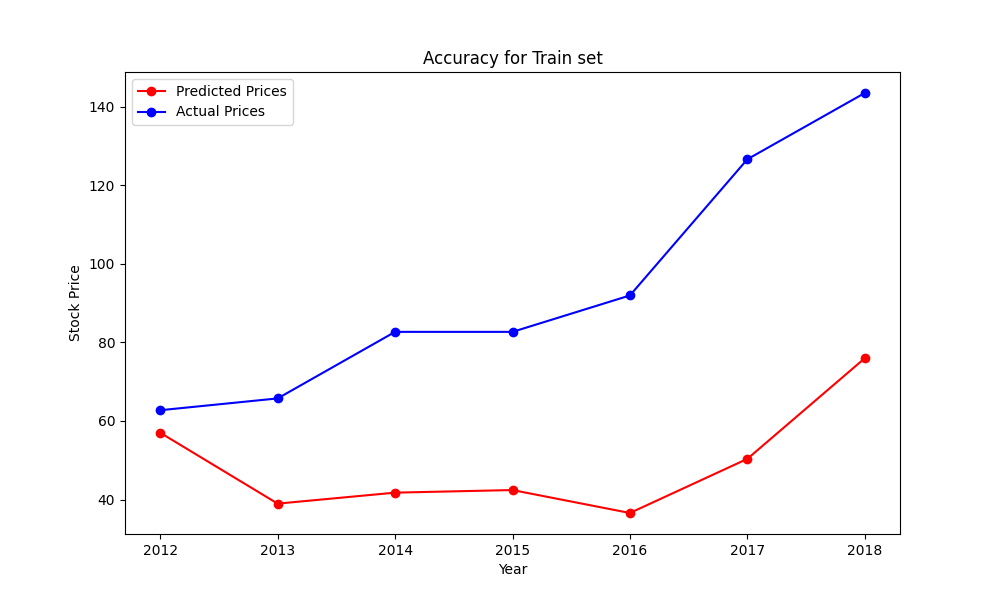 Accuracy for Train set
Predicted Prices
Actual Prices
140
120
100
80
60
40
Stock Price
2012 2013 2014 2015 2016 2017 2018
Year